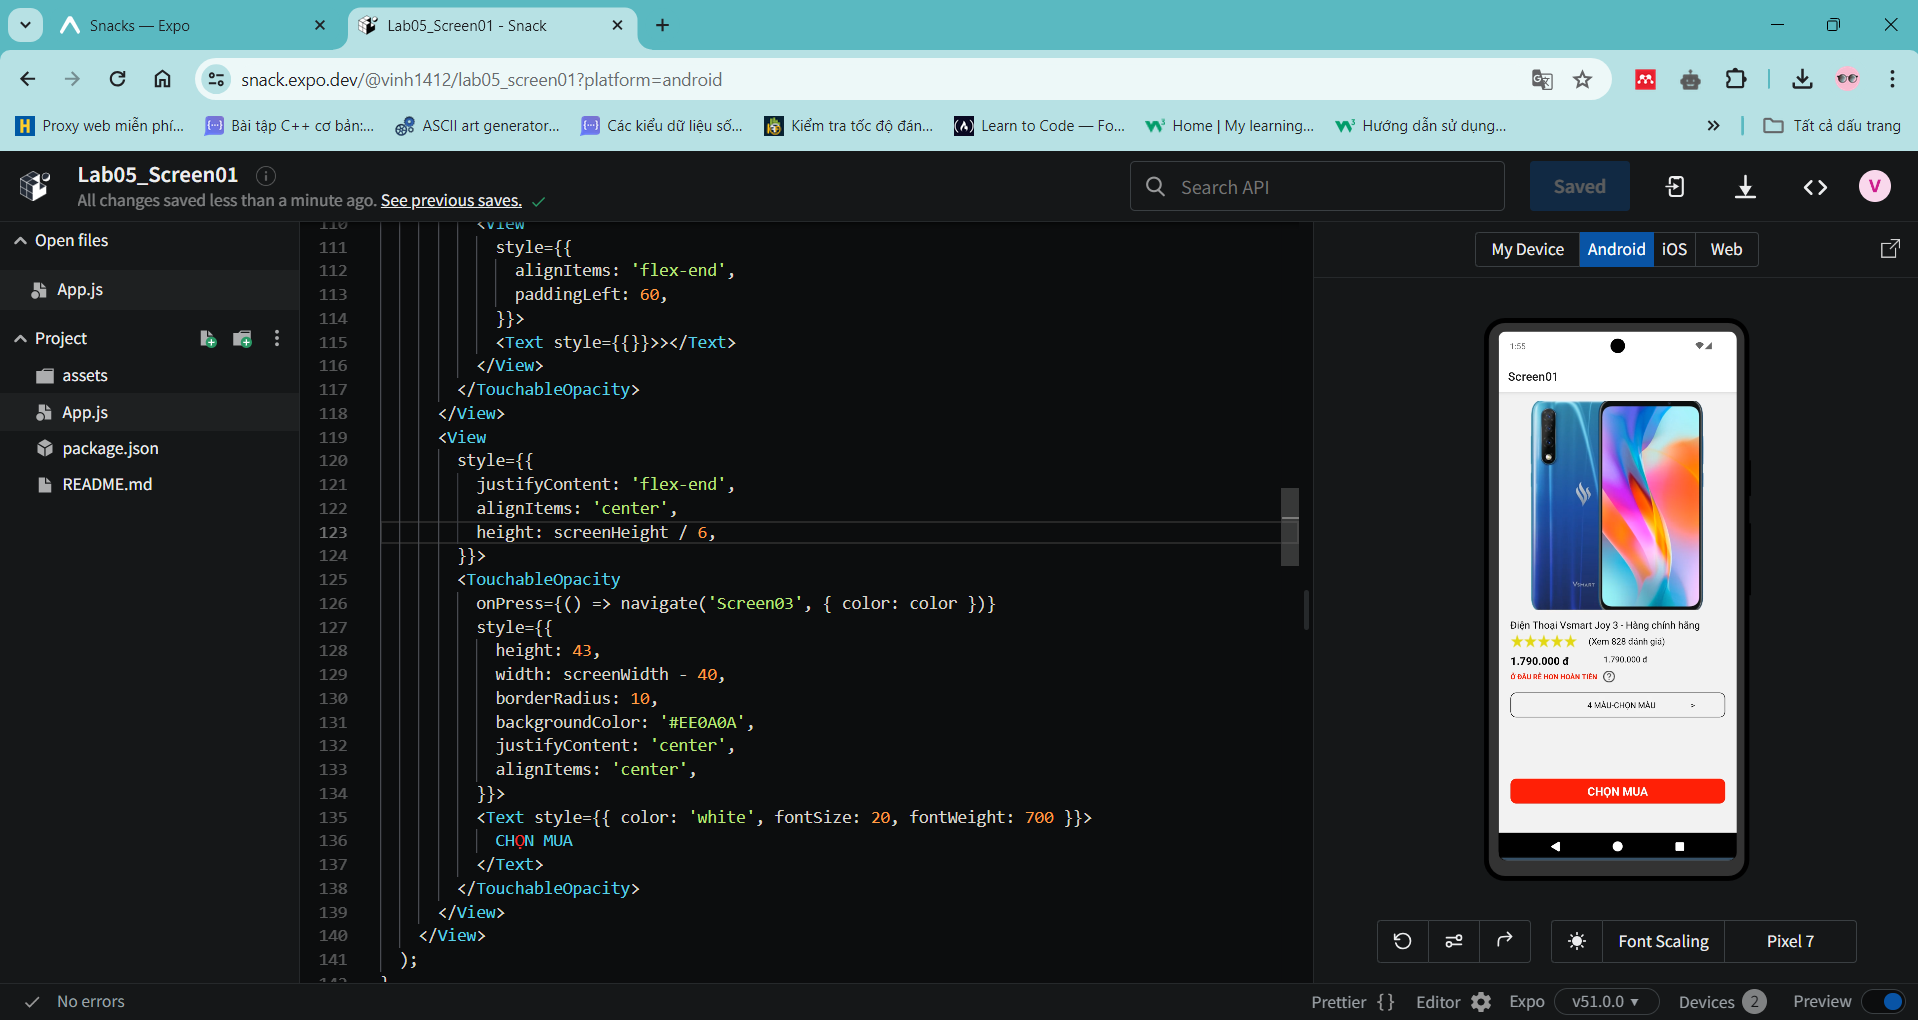 Snacks — Expo
Lab05_Screen01 - Snack
snack.expo.dev/@vinh1412/lab05_screen01?platform=android
Proxy web miễn phí...
Bài tập C++ cơ bản:...
ASCII art generator...
Các kiểu dữ liệu số...
Kiểm tra tốc độ đán...
Learn to Code — Fo...
Home | My learning...
Hướng dẫn sử dụng...
Tất cả dấu trang
Lab05_Screen01
All changes saved less than a minute ago. See previous saves.
Search API
Saved
V
Open files
App.js
Project
assets
App.js
package.json
README.md
110 <View
111 style={{
112 alignItems: 'flex-end',
113 paddingLeft: 60,
114 }}>
115 <Text style={{}}>></Text>
116 </View>
117 </TouchableOpacity>
118 </View>
119 <View
120 style={{
121 justifyContent: 'flex-end',
122 alignItems: 'center',
123 height: screenHeight / 6,
124 }}>
125 <TouchableOpacity
126 onPress={() => navigate('Screen03', { color: color })}
127 style={{
128 height: 43,
129 width: screenWidth - 40,
130 borderRadius: 10,
131 backgroundColor: '#EE0A0A',
132 justifyContent: 'center',
133 alignItems: 'center',
134 }}>
135 <Text style={{ color: 'white', fontSize: 20, fontWeight: 700 }}>
136 CHỌN MUA
137 </Text>
138 </TouchableOpacity>
139 </View>
140 </View>
141 );
142 }
My Device
Android
iOS
Web
1:55
Screen01
VSMART
Điện Thoại Vsmart Joy 3 - Hàng chính hãng
(Xem 828 đánh giá)
1.790.000 đ
1.790.000 đ
Ở ĐÂU RẺ HƠN HOÀN TIỀN ?
4 MÀU-CHỌN MÀU >
CHỌN MUA
Font Scaling
Pixel 7
No errors
Prettier {}
Editor
Expo
v51.0.0
Devices 2
Preview